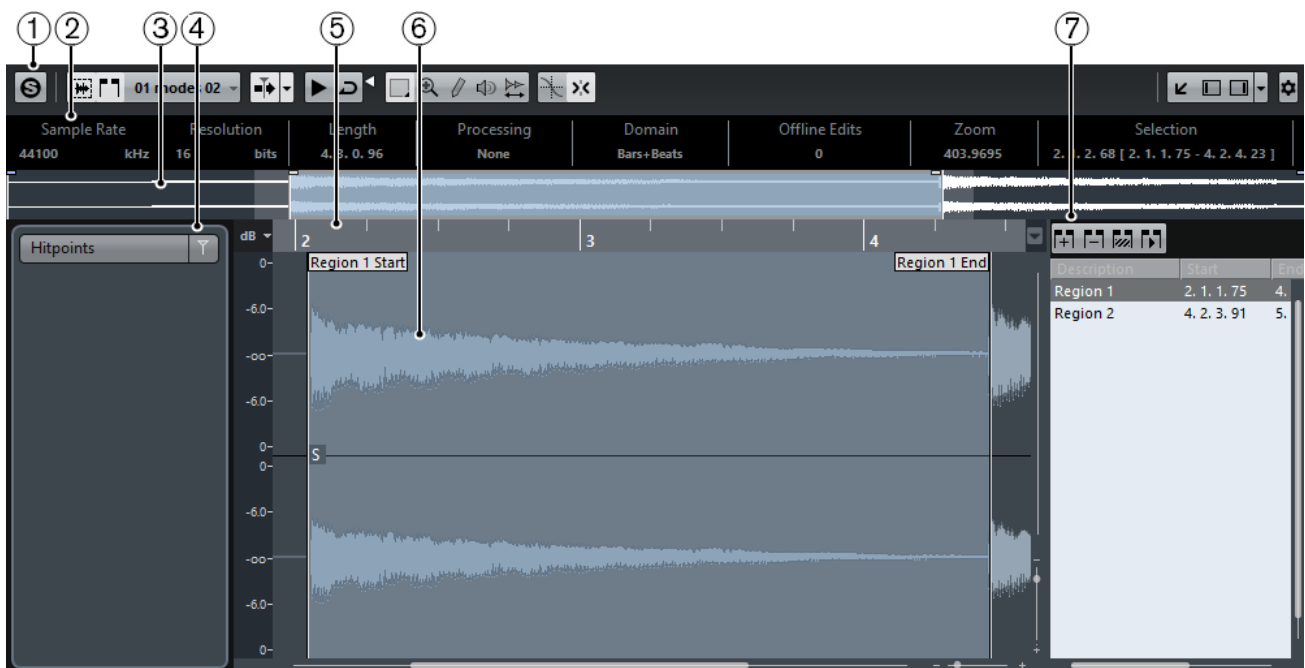 1 2 3 4 5 6 7
S 01 modes 02
Sample Rate Resolution Length Processing Domain Offline Edits Zoom Selection
44100 kHz 16 bits 4. 3. 0. 96 None Bars+Beats 0 403.9695 2. 1. 2. 68 [ 2. 1. 1. 75 - 4. 2. 4. 23 ]
Hitpoints
dB 2 3 4
Region 1 Start Region 1 End
0-
-6.0-
-oo-
-6.0-
0-
S
0-
-6.0-
-oo-
-6.0-
0-
Description Start End
Region 1 2. 1. 1. 75 4.
Region 2 4. 2. 3. 91 5.